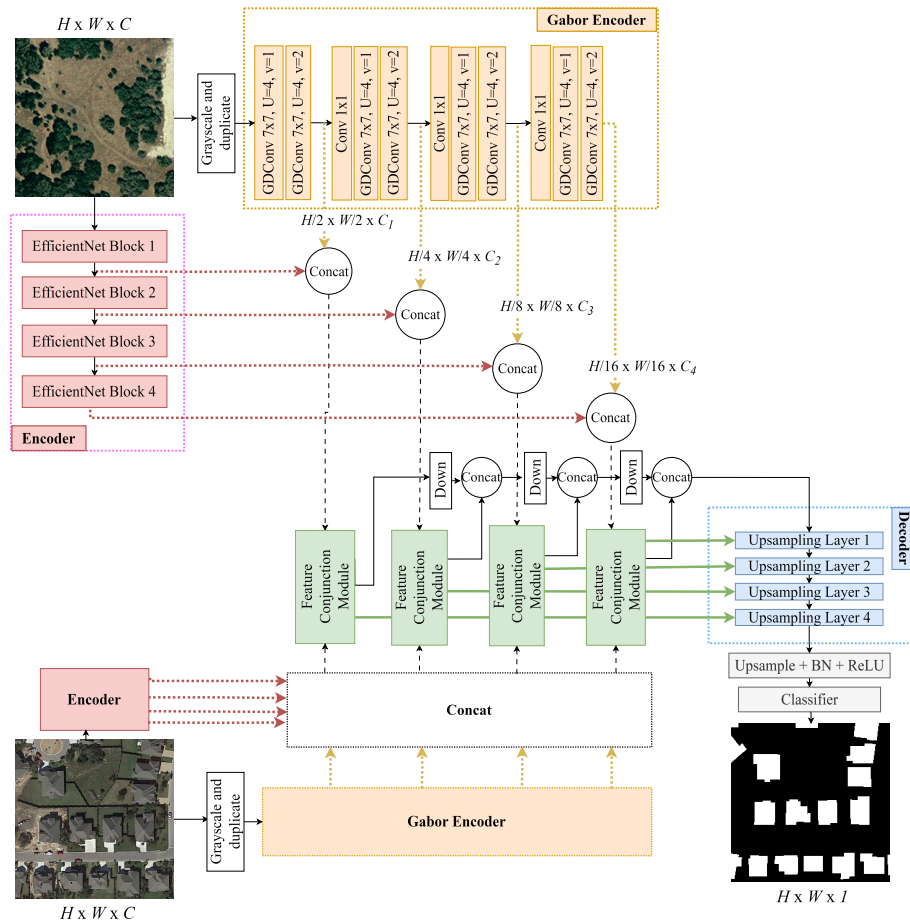 H x W x C
Gabor Encoder
Grayscale and
duplicate
GDConv 7x7, U=4, v=1
GDConv 7x7, U=4, v=2
Conv 1x1
GDConv 7x7, U=4, v=1
GDConv 7x7, U=4, v=2
Conv 1x1
GDConv 7x7, U=4, v=1
GDConv 7x7, U=4, v=2
Conv 1x1
GDConv 7x7, U=4, v=1
GDConv 7x7, U=4, v=2
H/2 x W/2 x C1
H/4 x W/4 x C2
H/8 x W/8 x C3
H/16 x W/16 x C4
EfficientNet Block 1
EfficientNet Block 2
EfficientNet Block 3
EfficientNet Block 4
Encoder
Concat
Concat
Concat
Concat
Down
Concat
Down
Concat
Down
Concat
Feature
Conjunction
Module
Feature
Conjunction
Module
Feature
Conjunction
Module
Feature
Conjunction
Module
Decoder
Upsampling Layer 1
Upsampling Layer 2
Upsampling Layer 3
Upsampling Layer 4
Upsample + BN + ReLU
Classifier
Encoder
Concat
Grayscale and
duplicate
Gabor Encoder
H x W x C
H x W x 1